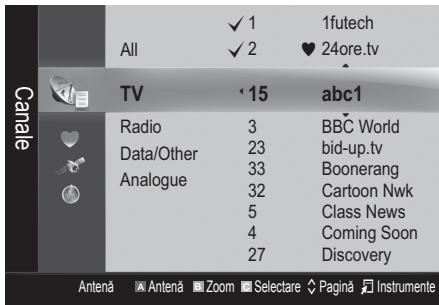 Canale
✓ 1 1futech
All ✓ 2 ♥ 24ore.tv
TV 15 abc1
Radio 3 BBC World
Data/Other 23 bid-up.tv
Analogue 33 Boonerang
32 Cartoon Nwk
5 Class News
4 Coming Soon
27 Discovery
Antenă A Antenă B Zoom C Selectare Pagină Instrumente